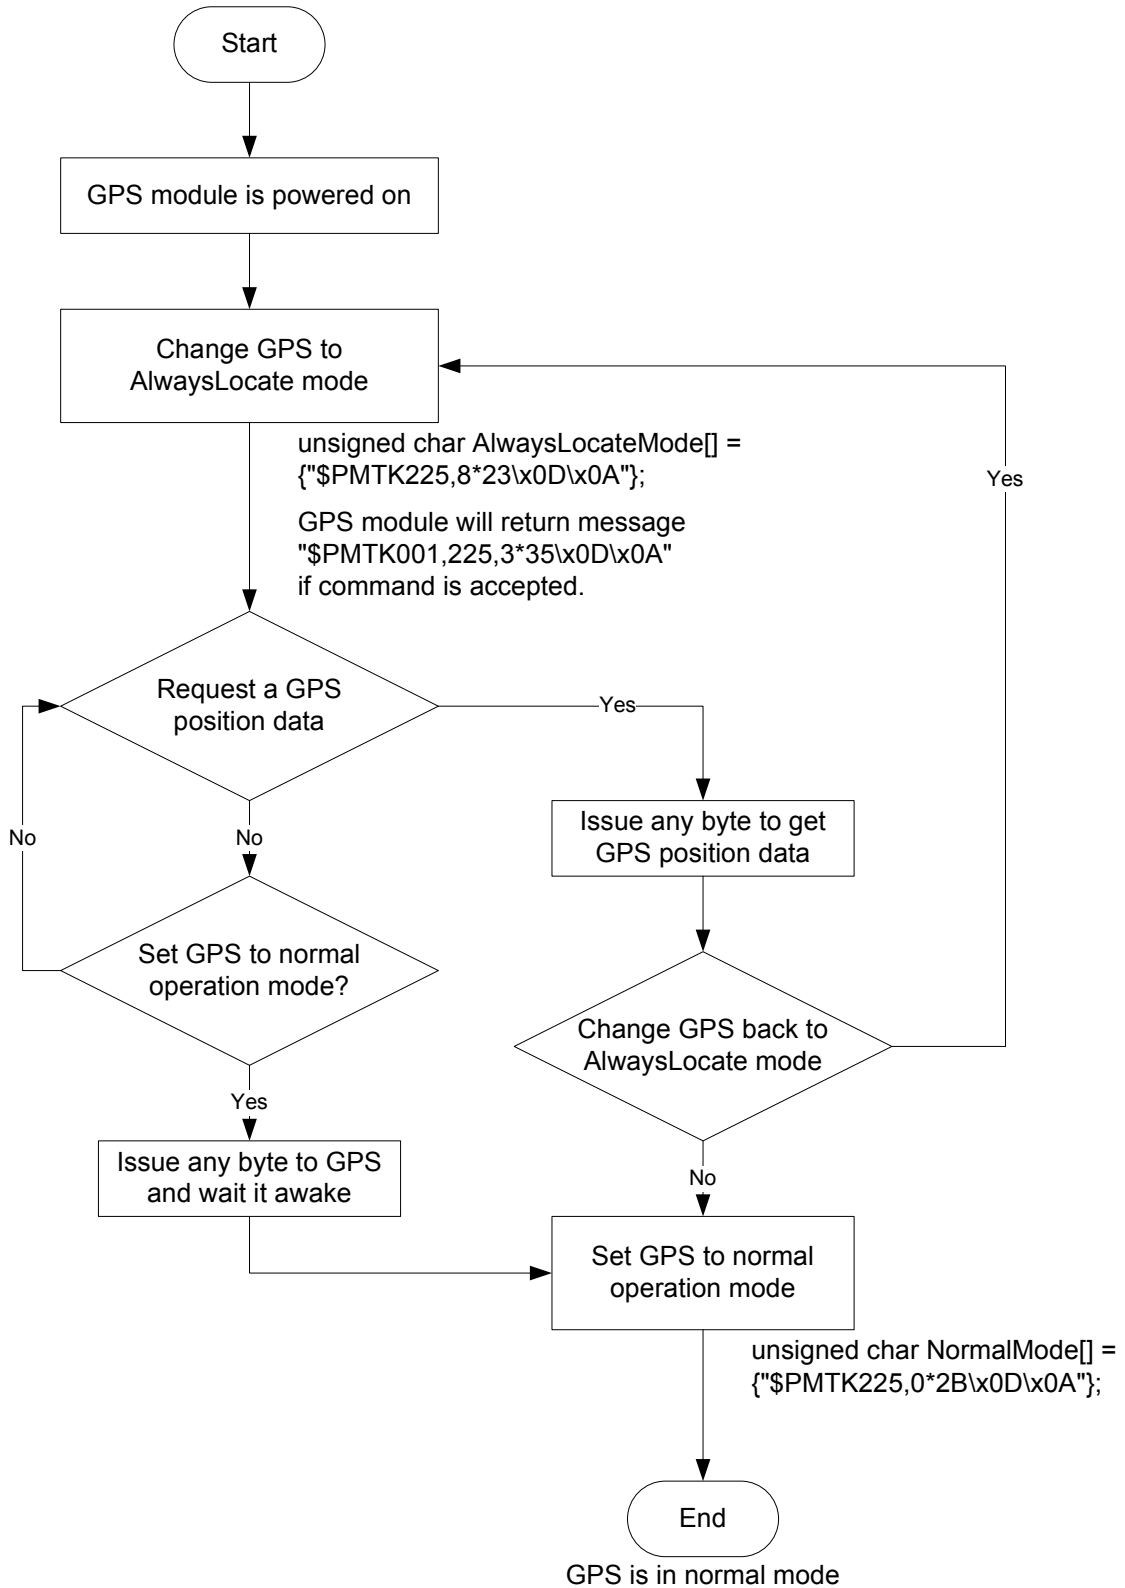 Start
GPS module is powered on
Change GPS to
AlwaysLocate mode
unsigned char AlwaysLocateMode[] =
{"$PMTK225,8*23\x0D\x0A"};
Yes
GPS module will return message
"$PMTK001,225,3*35\x0D\x0A"
if command is accepted.
Request a GPS
position data
Yes
No
No
Issue any byte to get
GPS position data
Set GPS to normal
operation mode?
Change GPS back to
AlwaysLocate mode
Yes
Issue any byte to GPS
and wait it awake
No
Set GPS to normal
operation mode
unsigned char NormalMode[] =
{"$PMTK225,0*2B\x0D\x0A"};
End
GPS is in normal mode